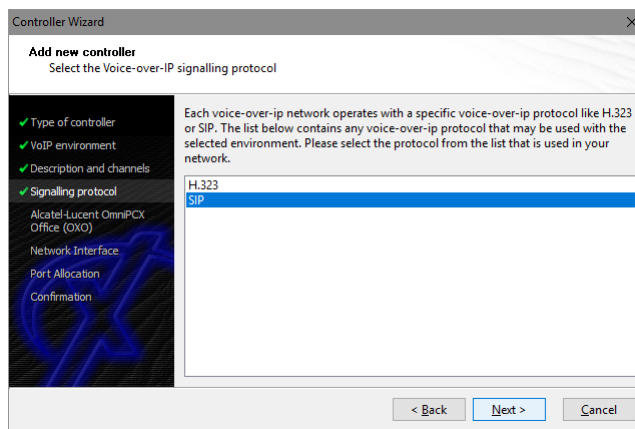 Controller Wizard
Add new controller
Select the Voice-over-IP signalling protocol
Type of controller
VoIP environment
Description and channels
Signalling protocol
Alcatel-Lucent OmniPCX
Office (OXO)
Network Interface
Port Allocation
Confirmation
Each voice-over-ip network operates with a specific voice-over-ip protocol like H.323
or SIP. The list below contains any voice-over-ip protocol that may be used with the
selected environment. Please select the protocol from the list that is used in your
network.
H.323
SIP
< Back
Next >
Cancel